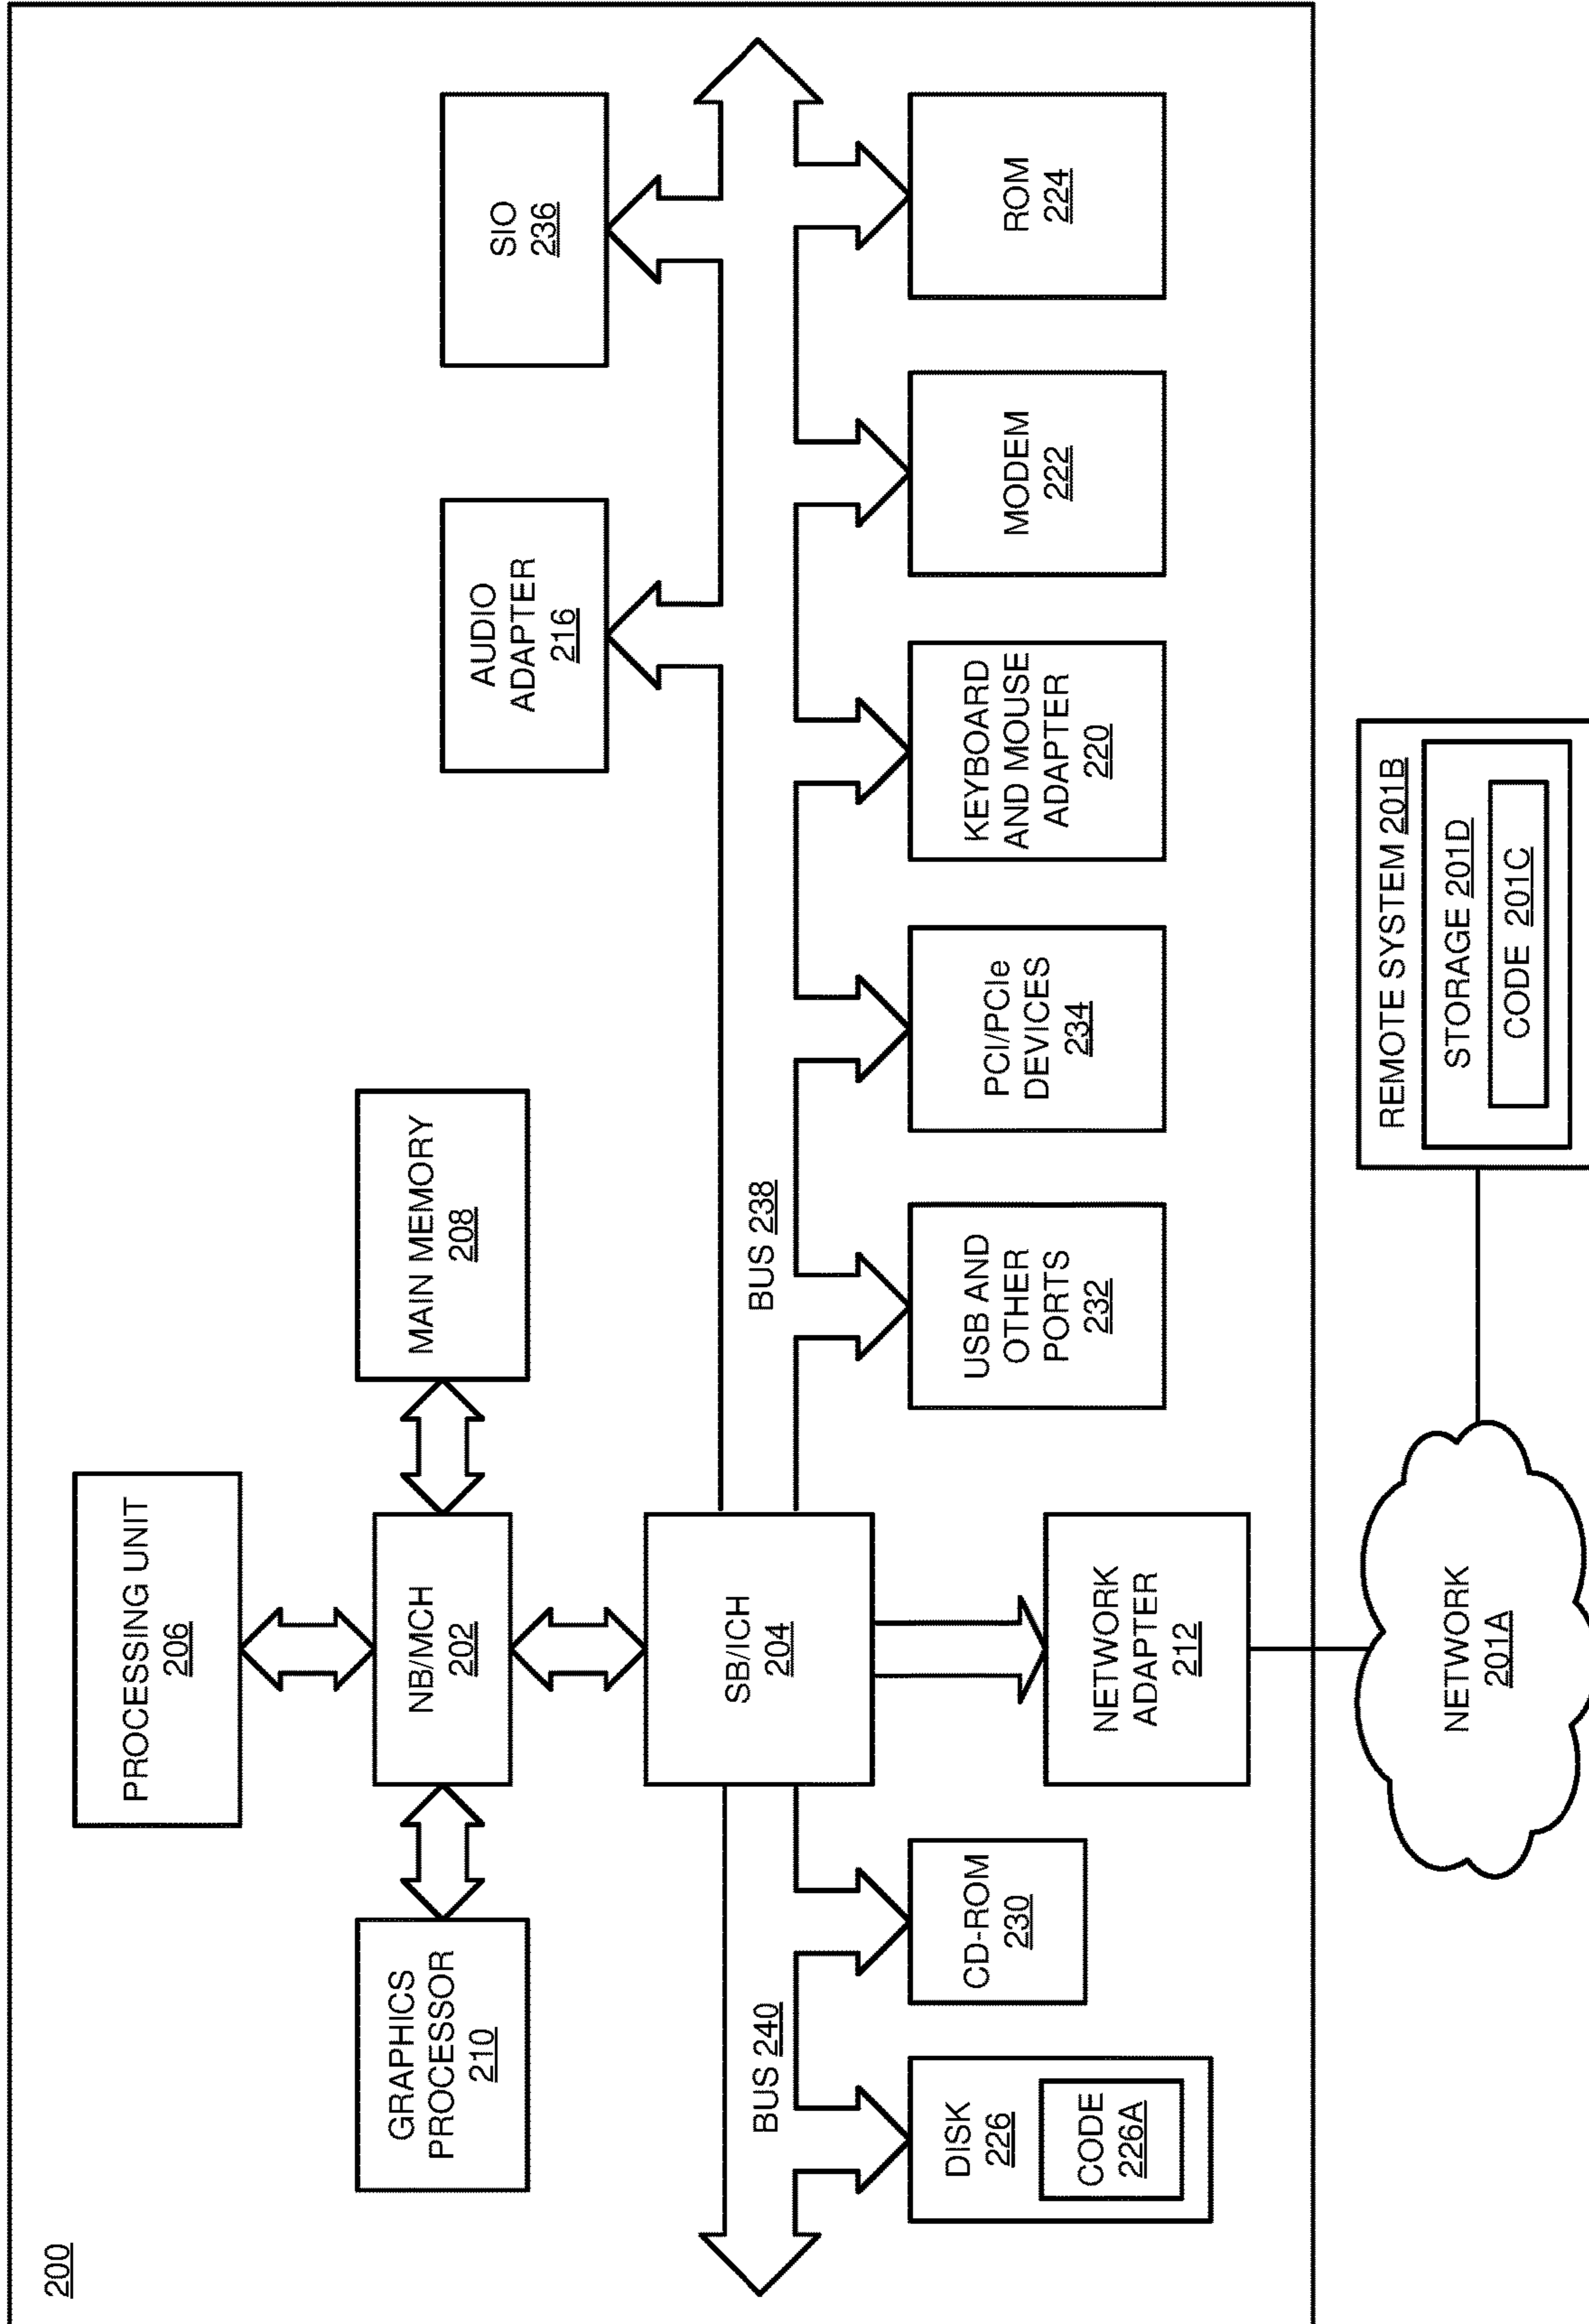 200
PROCESSING UNIT
206
GRAPHICS
PROCESSOR
210
NB/MCH
202
MAIN MEMORY
208
AUDIO
ADAPTER
216
SIO
236
SB/ICH
204
BUS 240
BUS 238
DISK
226
CODE
226A
CD-ROM
230
NETWORK
ADAPTER
212
USB AND
OTHER
PORTS
232
PCI/PCIe
DEVICES
234
KEYBOARD
AND MOUSE
ADAPTER
220
MODEM
222
ROM
224
NETWORK
201A
REMOTE SYSTEM 201B
STORAGE 201D
CODE 201C